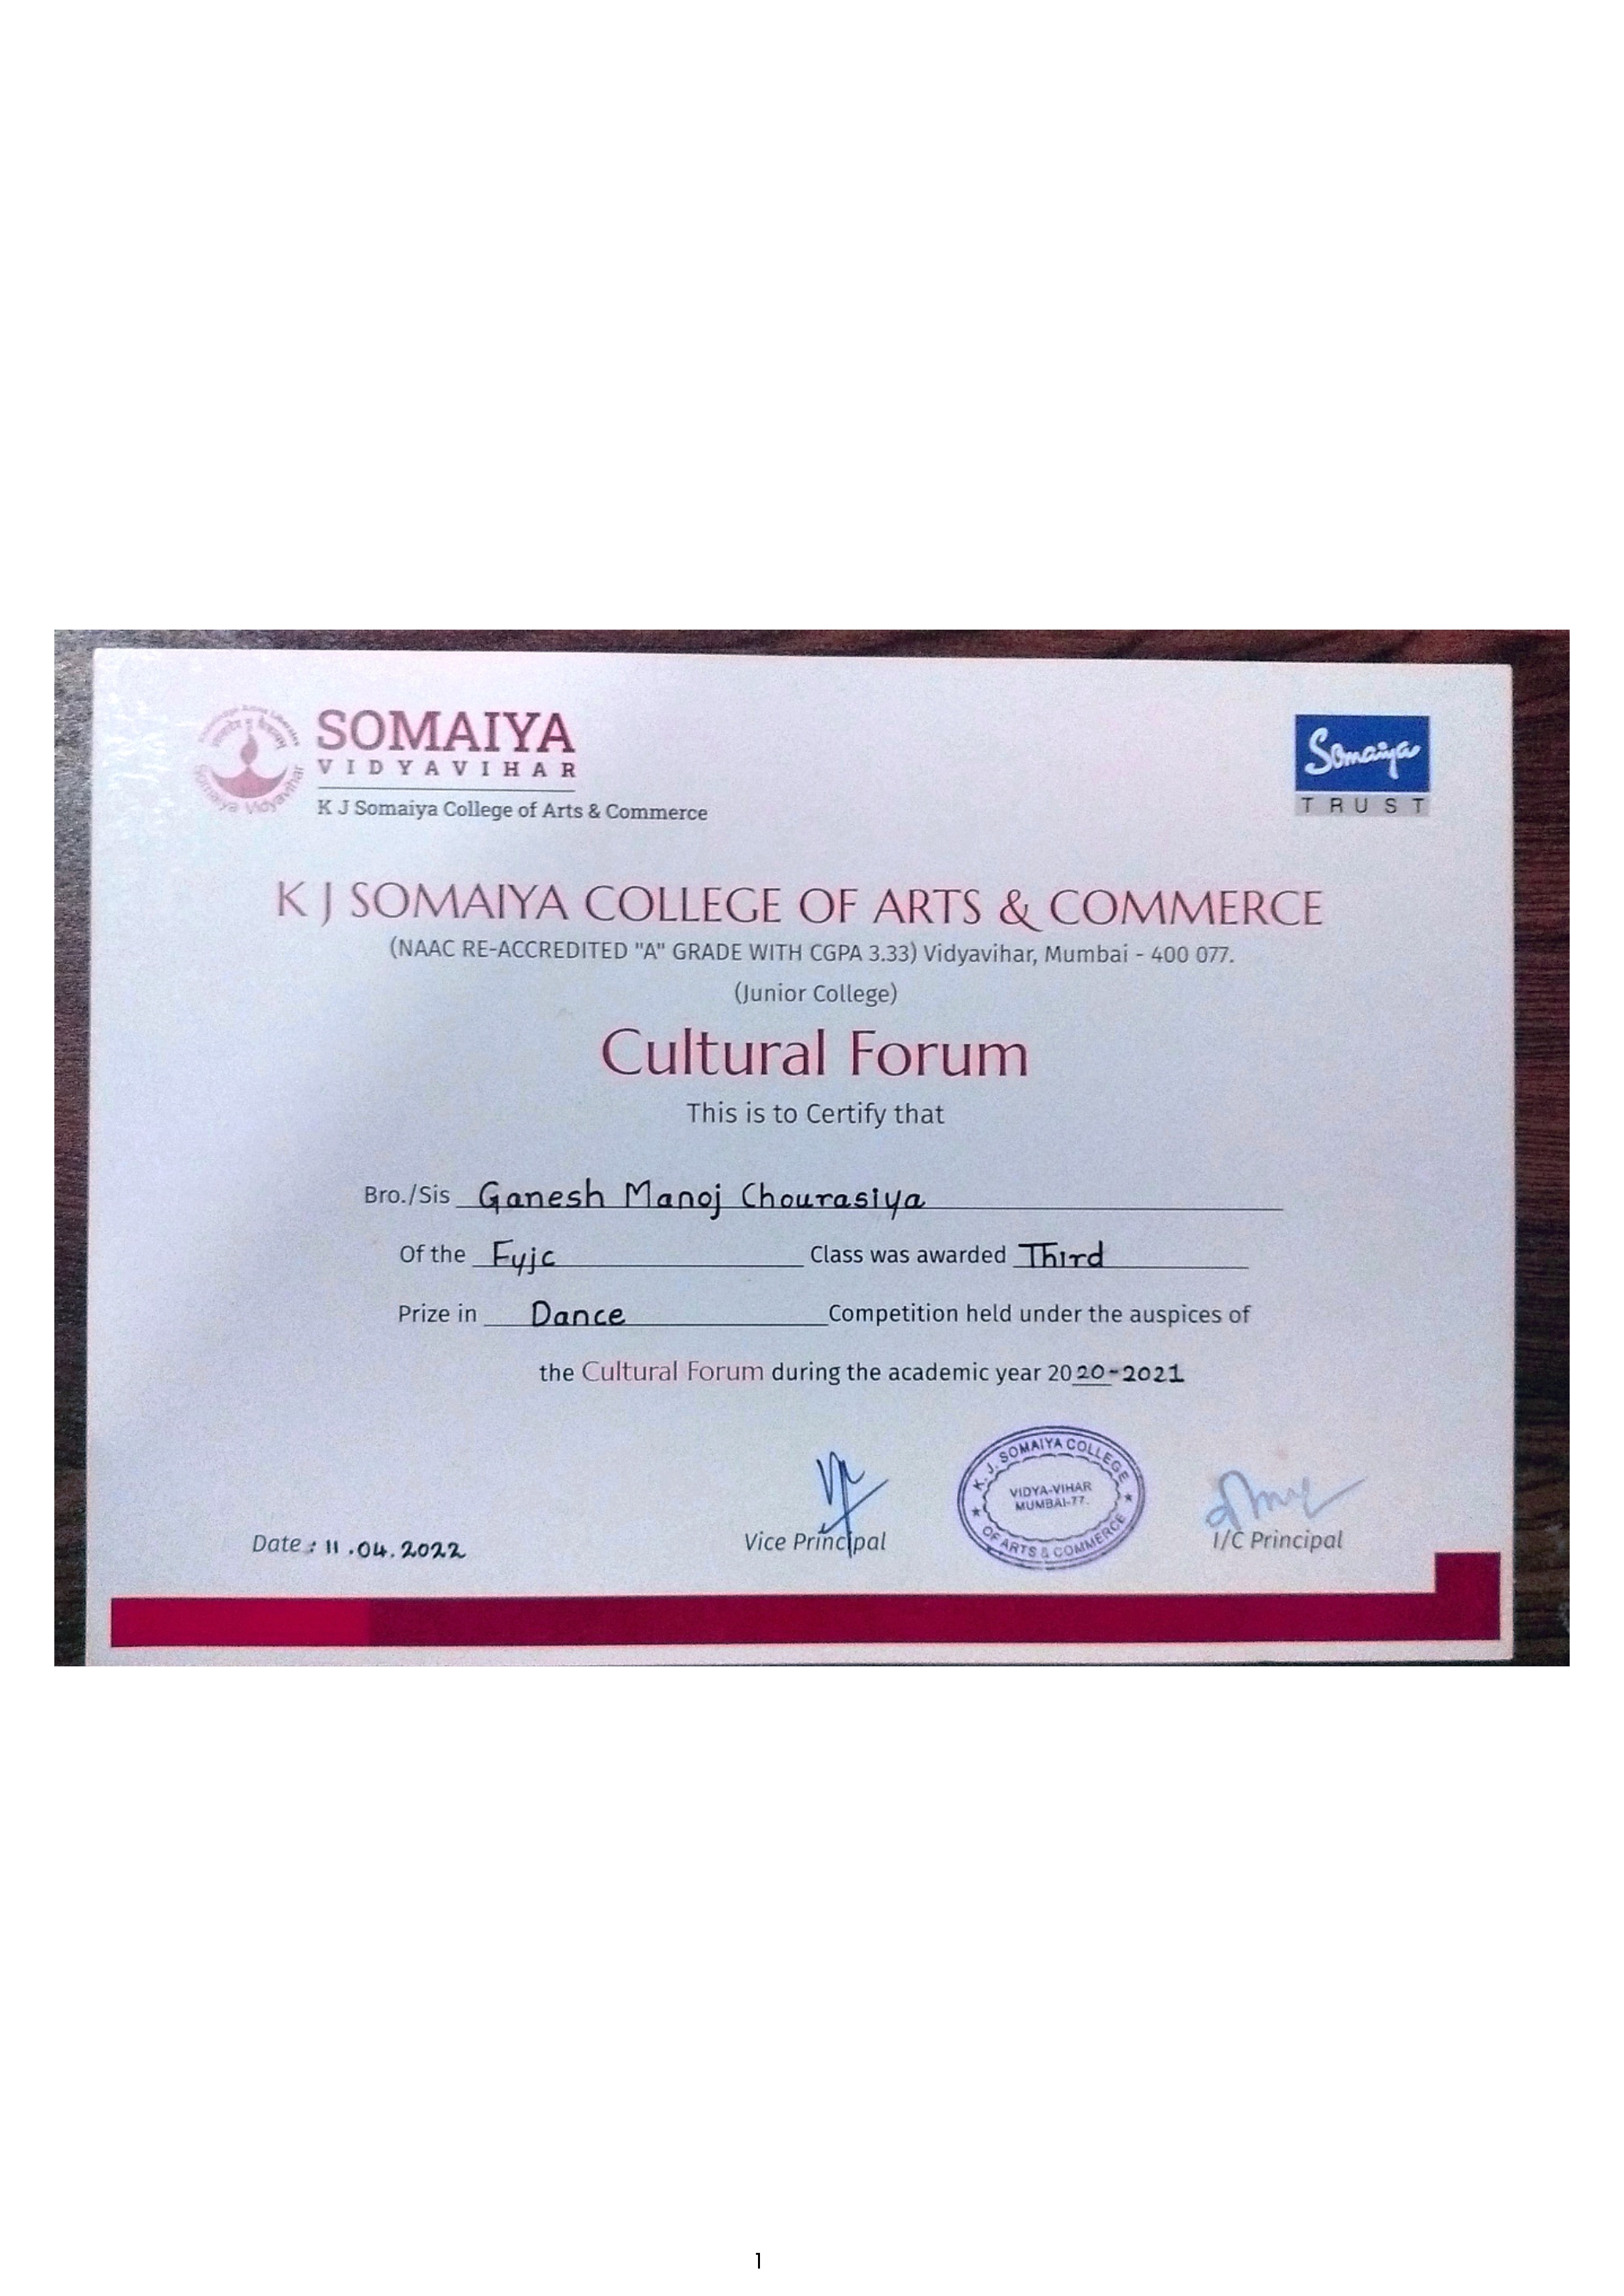 SOMAIYA
VIDYAVIHAR
K J Somaiya College of Arts & Commerce
Somaiya Vidyavihar
Somaiya
TRUST
K J SOMAIYA COLLEGE OF ARTS & COMMERCE
(NAAC RE-ACCREDITED "A" GRADE WITH CGPA 3.33) Vidyavihar, Mumbai - 400 077.
(Junior College)
Cultural Forum
This is to Certify that
Bro./Sis Ganesh Manoj Chourasiya
Of the Fyjc Class was awarded Third
Prize in Dance Competition held under the auspices of
the Cultural Forum during the academic year 2020-2021
K. J. SOMAIYA COLLEGE
VIDYA-VIHAR
MUMBAI-77.
OF ARTS & COMMERCE
Date : 11.04.2022 Vice Principal I/C Principal
1